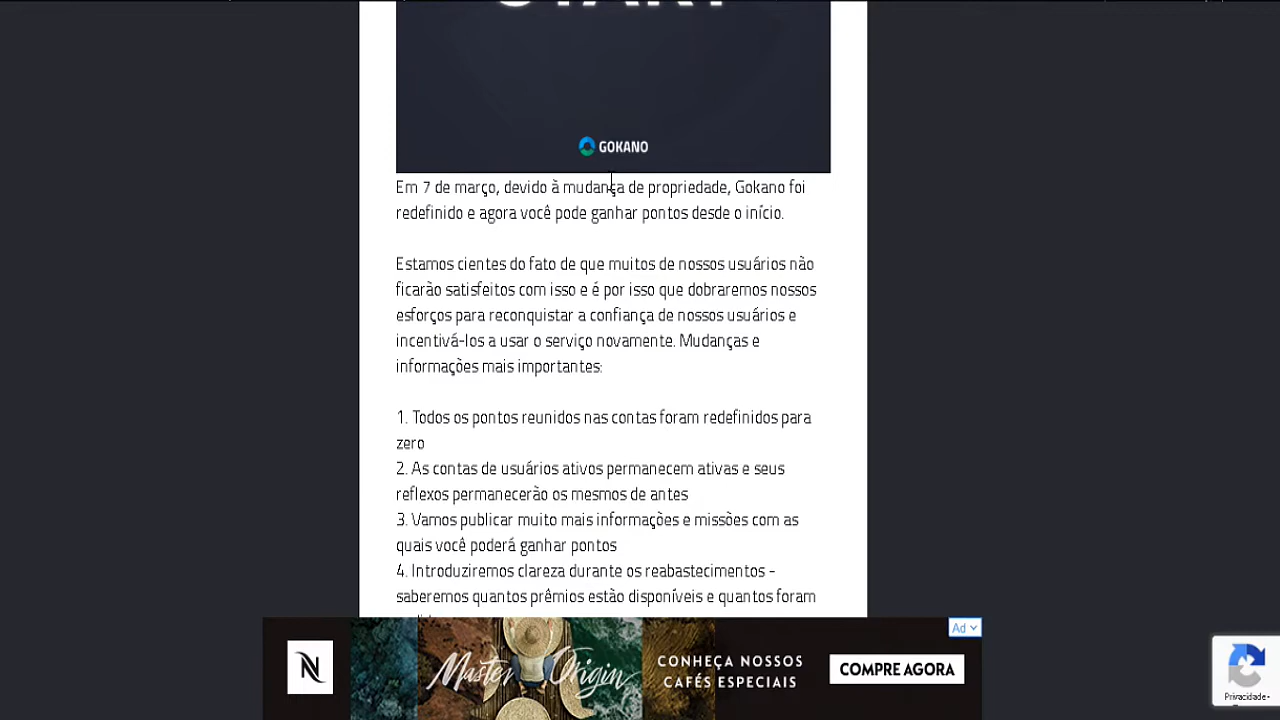 START
GOKANO
Em 7 de março, devido à mudança de propriedade, Gokano foi
redefinido e agora você pode ganhar pontos desde o início.
Estamos cientes do fato de que muitos de nossos usuários não
ficarão satisfeitos com isso e é por isso que dobraremos nossos
esforços para reconquistar a confiança de nossos usuários e
incentivá-los a usar o serviço novamente. Mudanças e
informações mais importantes:
1. Todos os pontos reunidos nas contas foram redefinidos para
zero
2. As contas de usuários ativos permanecem ativas e seus
reflexos permanecerão os mesmos de antes
3. Vamos publicar muito mais informações e missões com as
quais você poderá ganhar pontos
4. Introduziremos clareza durante os reabastecimentos -
saberemos quantos prêmios estão disponíveis e quantos foram
Ad
N
Master Origin
CONHEÇA NOSSOS
CAFÉS ESPECIAIS
COMPRE AGORA
Privacidade-